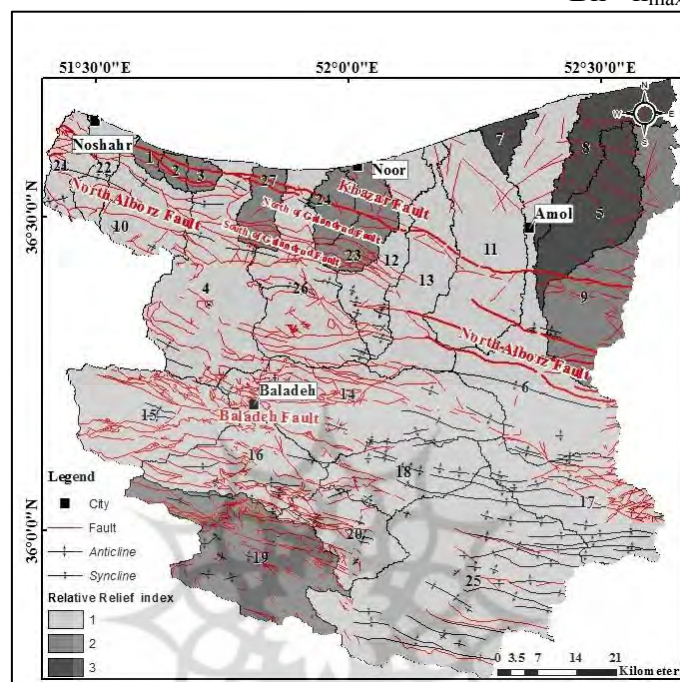 51°30'0"E 52°0'0"E 52°30'0"E
N
W E
S
Noshahr
Noor
Khazar Fault
Amol
North Alborz Fault
North of Galandrud Fault
South of Galandrud Fault
North Alborz Fault
Baladeh
Baladeh Fault
36°30'0"N
36°0'0"N
1
2
3
4
5
6
7
8
9
10
11
12
13
14
15
16
17
18
19
20
21
22
23
24
25
26
27
Legend
City
Fault
Anticline
Syncline
Relative Relief index
1
2
3
0 3.5 7 14 21
Kilometer